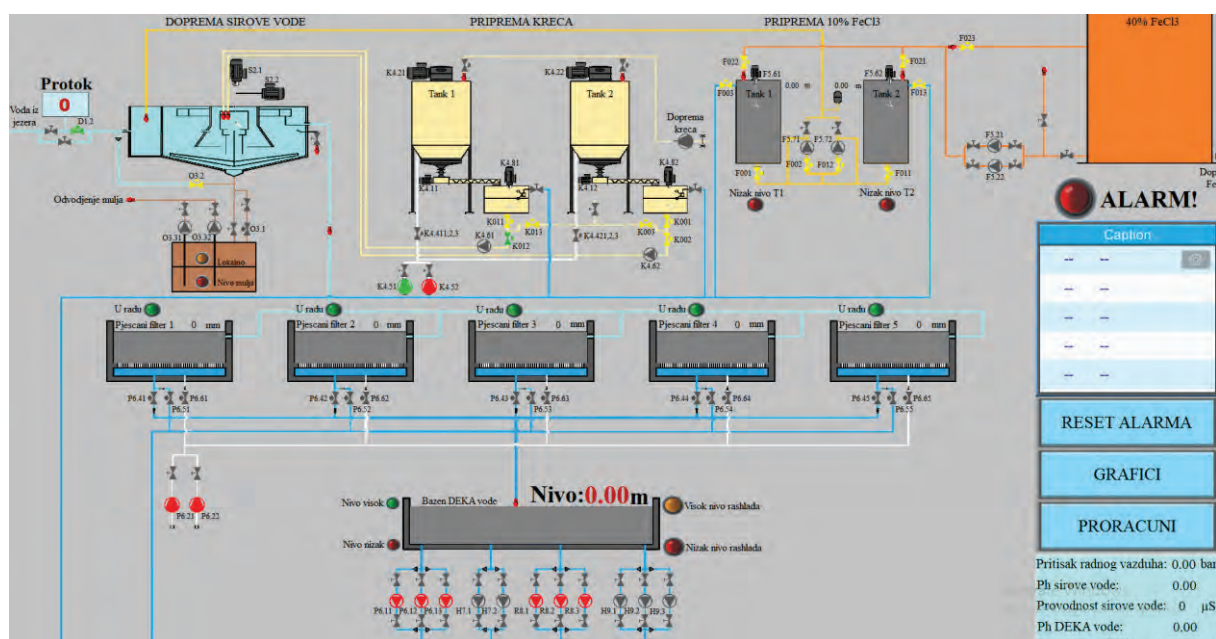 DOPREMA SIROVE VODE
PRIPREMA KRECA
PRIPREMA 10% FeCl3
40% FeCl3
F023
F022
F021
K4.21
K4.22
S2.1
S2.2
F5.61
F5.62
Protok
0
Voda iz
jezera
D1.2
Tank 1
Tank 2
Tank 1
Tank 2
0.00 m
0.00 m
F003
F013
Doprema
kreca
F5.71
F5.72
F5.21
F5.22
O3.2
K4.81
K4.82
K4.11
K4.12
F001
F002
F012
F011
Nizak nivo T1
Nizak nivo T2
ALARM!
Odvodjenje mulja
O3.31
O3.32
O3.1
K011
K013
K003
K001
K002
K012
K4.411,2,3
K4.61
K4.421,2,3
K4.62
Lokalno
Nivo mulja
K4.51
K4.52
Caption
-- --
-- --
-- --
-- --
-- --
U radu
U radu
U radu
U radu
U radu
Pjescani filter 1 0 mm
Pjescani filter 2 0 mm
Pjescani filter 3 0 mm
Pjescani filter 4 0 mm
Pjescani filter 5 0 mm
P6.41 P6.61
P6.42 P6.62
P6.43 P6.63
P6.44 P6.64
P6.45 P6.65
P6.51
P6.52
P6.53
P6.54
P6.55
RESET ALARMA
GRAFICI
PRORACUNI
P6.21 P6.22
Nivo visok
Bazen DEKA vode
Nivo:0.00m
Visok nivo rashlada
Nivo nizak
Nizak nivo rashlada
P6.11 P6.12 P6.13
H7.1 H7.2
R8.1 R8.2 R8.3
H9.1 H9.2 H9.3
Pritisak radnog vazduha: 0.00 bar
Ph sirove vode: 0.00
Provodnost sirove vode: 0 µS
Ph DEKA vode: 0.00